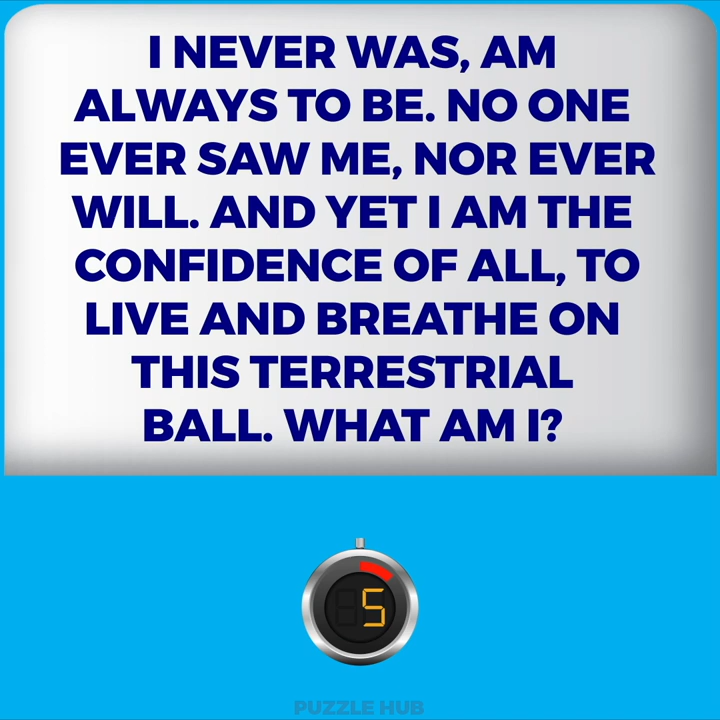 I NEVER WAS, AM
ALWAYS TO BE. NO ONE
EVER SAW ME, NOR EVER
WILL. AND YET I AM THE
CONFIDENCE OF ALL, TO
LIVE AND BREATHE ON
THIS TERRESTRIAL
BALL. WHAT AM I?
5
PUZZLE HUB